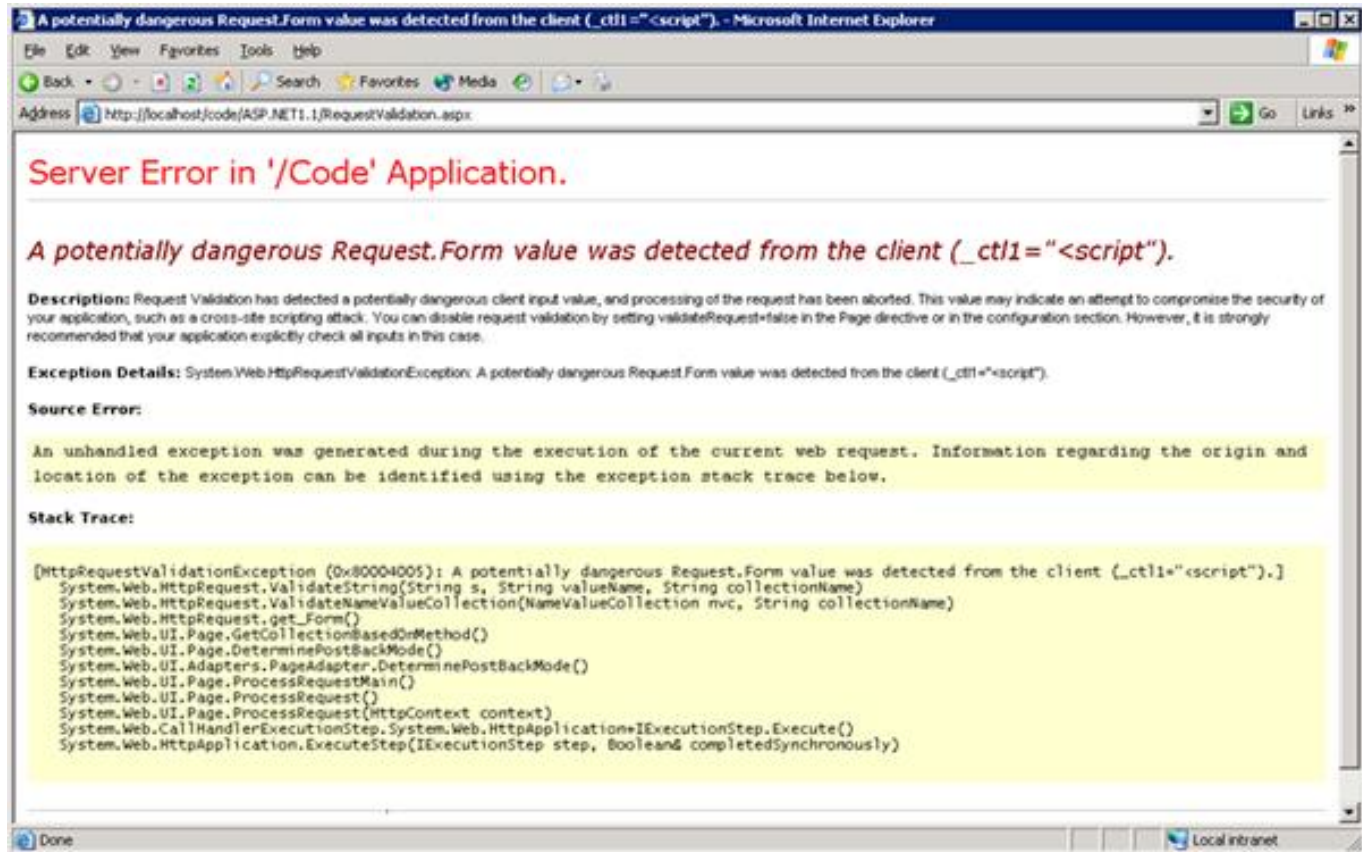 A potentially dangerous Request.Form value was detected from the client (_ctl1="<script"). - Microsoft Internet Explorer
File Edit View Favorites Tools Help
Back Search Favorites Media
Address http://localhost/code/ASP.NET1.1/RequestValidation.aspx Go Links »
Server Error in '/Code' Application.
A potentially dangerous Request.Form value was detected from the client (_ctl1="<script").
Description: Request Validation has detected a potentially dangerous client input value, and processing of the request has been aborted. This value may indicate an attempt to compromise the security of
your application, such as a cross-site scripting attack. You can disable request validation by setting validateRequest=false in the Page directive or in the configuration section. However, it is strongly
recommended that your application explicitly check all inputs in this case.
Exception Details: System.Web.HttpRequestValidationException: A potentially dangerous Request.Form value was detected from the client (_ctl1="<script").
Source Error:
An unhandled exception was generated during the execution of the current web request. Information regarding the origin and
location of the exception can be identified using the exception stack trace below.
Stack Trace:
[HttpRequestValidationException (0x80004005): A potentially dangerous Request.Form value was detected from the client (_ctl1="<script").]
System.Web.HttpRequest.ValidateString(String s, String valueName, String collectionName)
System.Web.HttpRequest.ValidateNameValueCollection(NameValueCollection nvc, String collectionName)
System.Web.HttpRequest.get_Form()
System.Web.UI.Page.GetCollectionBasedOnMethod()
System.Web.UI.Page.DeterminePostBackMode()
System.Web.UI.Adapters.PageAdapter.DeterminePostBackMode()
System.Web.UI.Page.ProcessRequestMain()
System.Web.UI.Page.ProcessRequest()
System.Web.UI.Page.ProcessRequest(HttpContext context)
System.Web.CallHandlerExecutionStep.System.Web.HttpApplication+IExecutionStep.Execute()
System.Web.HttpApplication.ExecuteStep(IExecutionStep step, Boolean& completedSynchronously)
Done Local intranet